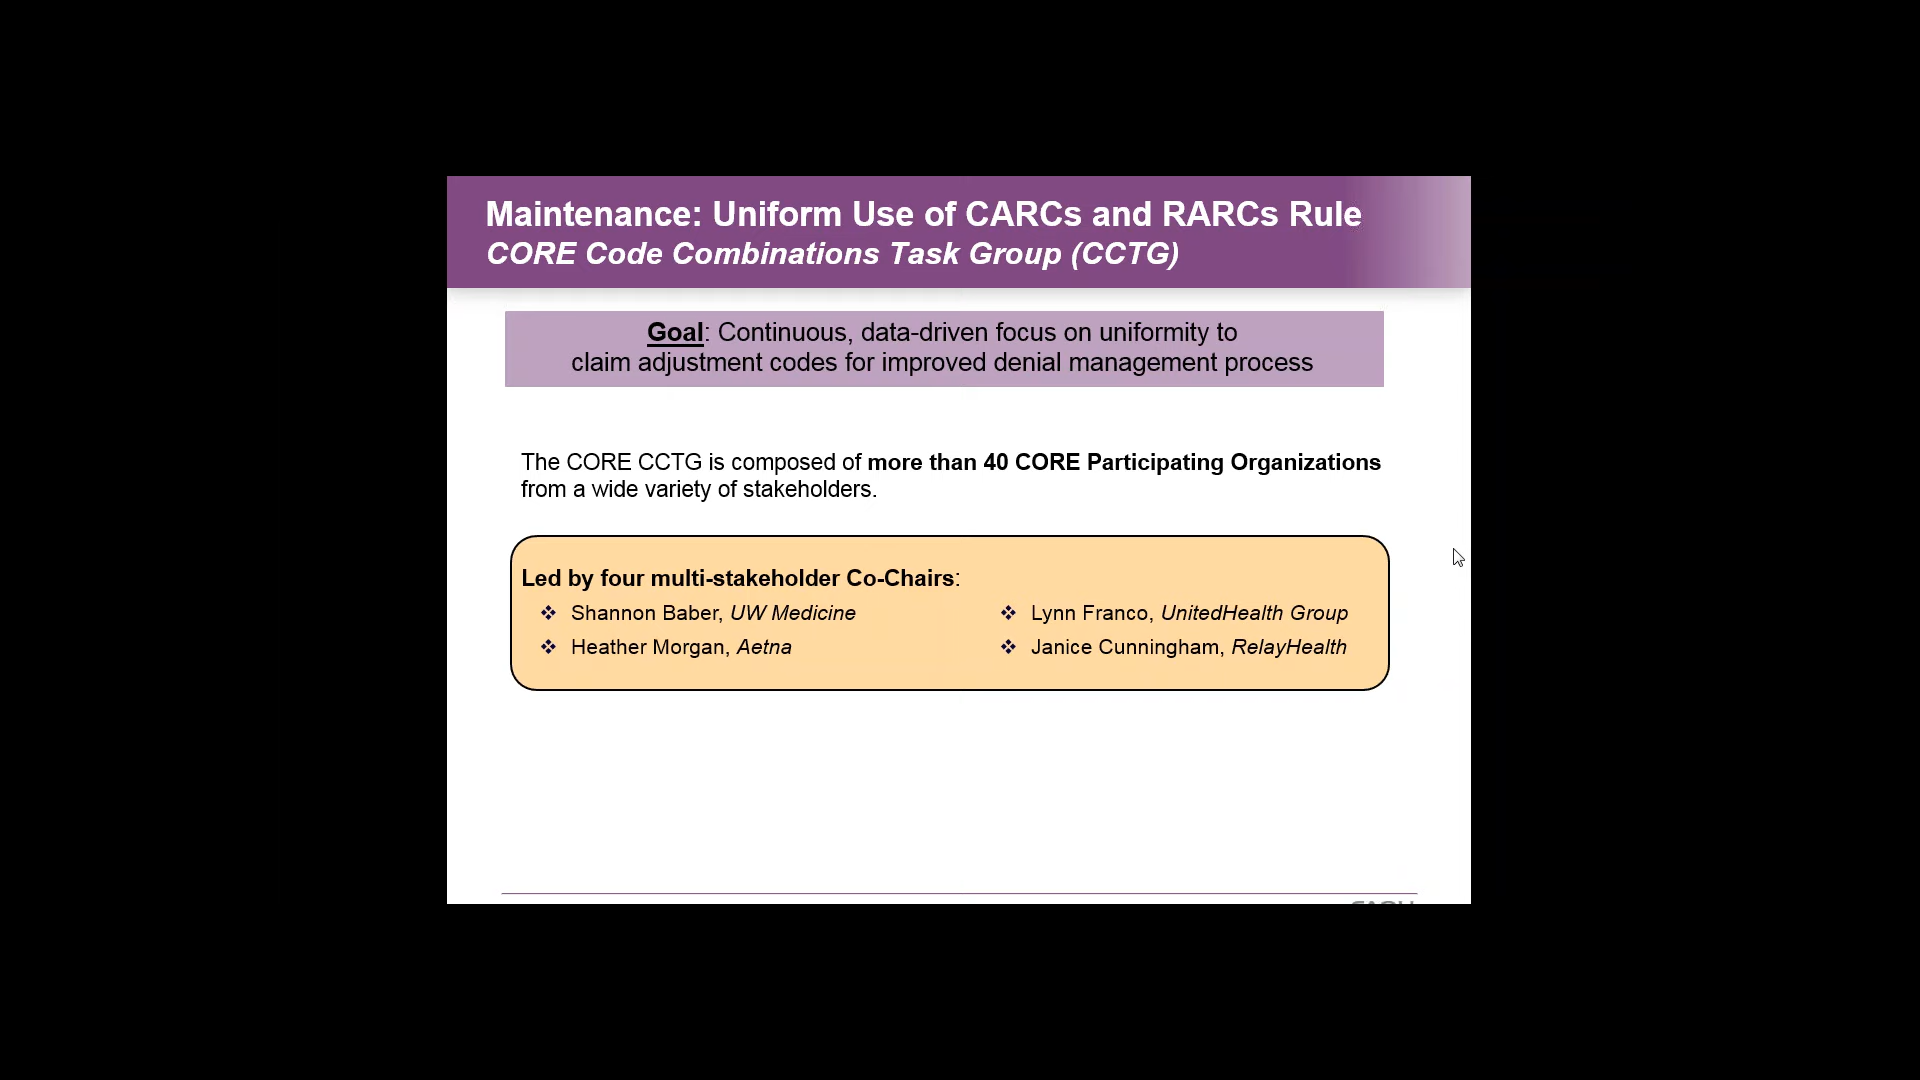 Maintenance: Uniform Use of CARCs and RARCs Rule
CORE Code Combinations Task Group (CCTG)
Goal: Continuous, data-driven focus on uniformity to
claim adjustment codes for improved denial management process
The CORE CCTG is composed of more than 40 CORE Participating Organizations
from a wide variety of stakeholders.
Led by four multi-stakeholder Co-Chairs:
❖ Shannon Baber, UW Medicine
❖ Heather Morgan, Aetna
❖ Lynn Franco, UnitedHealth Group
❖ Janice Cunningham, RelayHealth